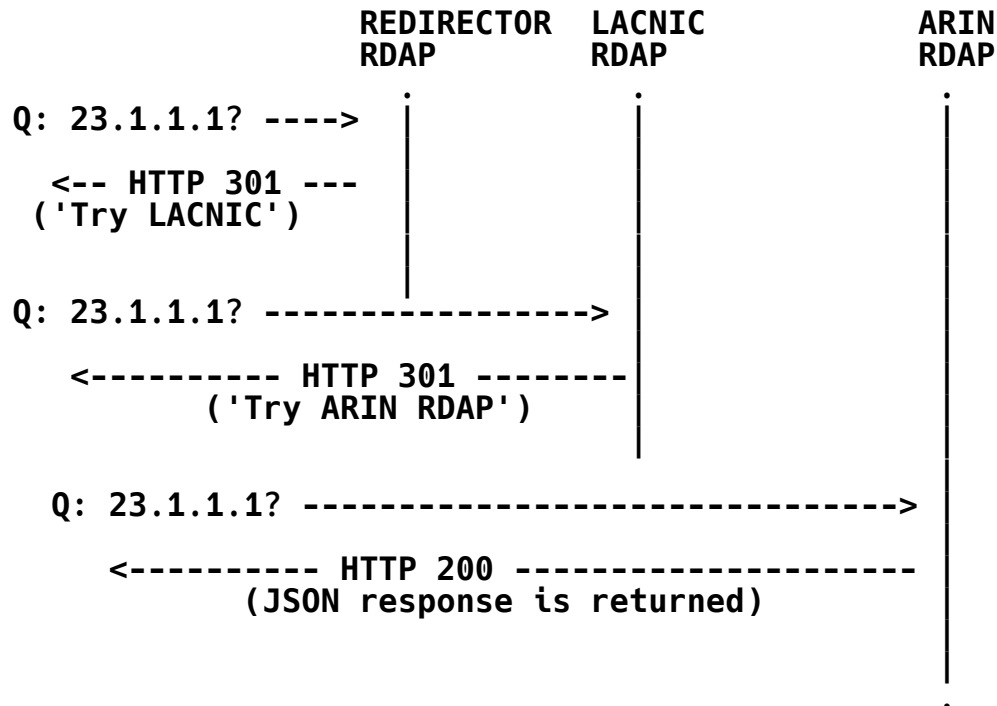 REDIRECTOR  LACNIC           ARIN
RDAP        RDAP             RDAP
Q: 23.1.1.1? ---->
<-- HTTP 301 ---
('Try LACNIC')
Q: 23.1.1.1? ----------------->
<---------- HTTP 301 --------
('Try ARIN RDAP')
Q: 23.1.1.1? ------------------------------->
<---------- HTTP 200 ---------------------
(JSON response is returned)